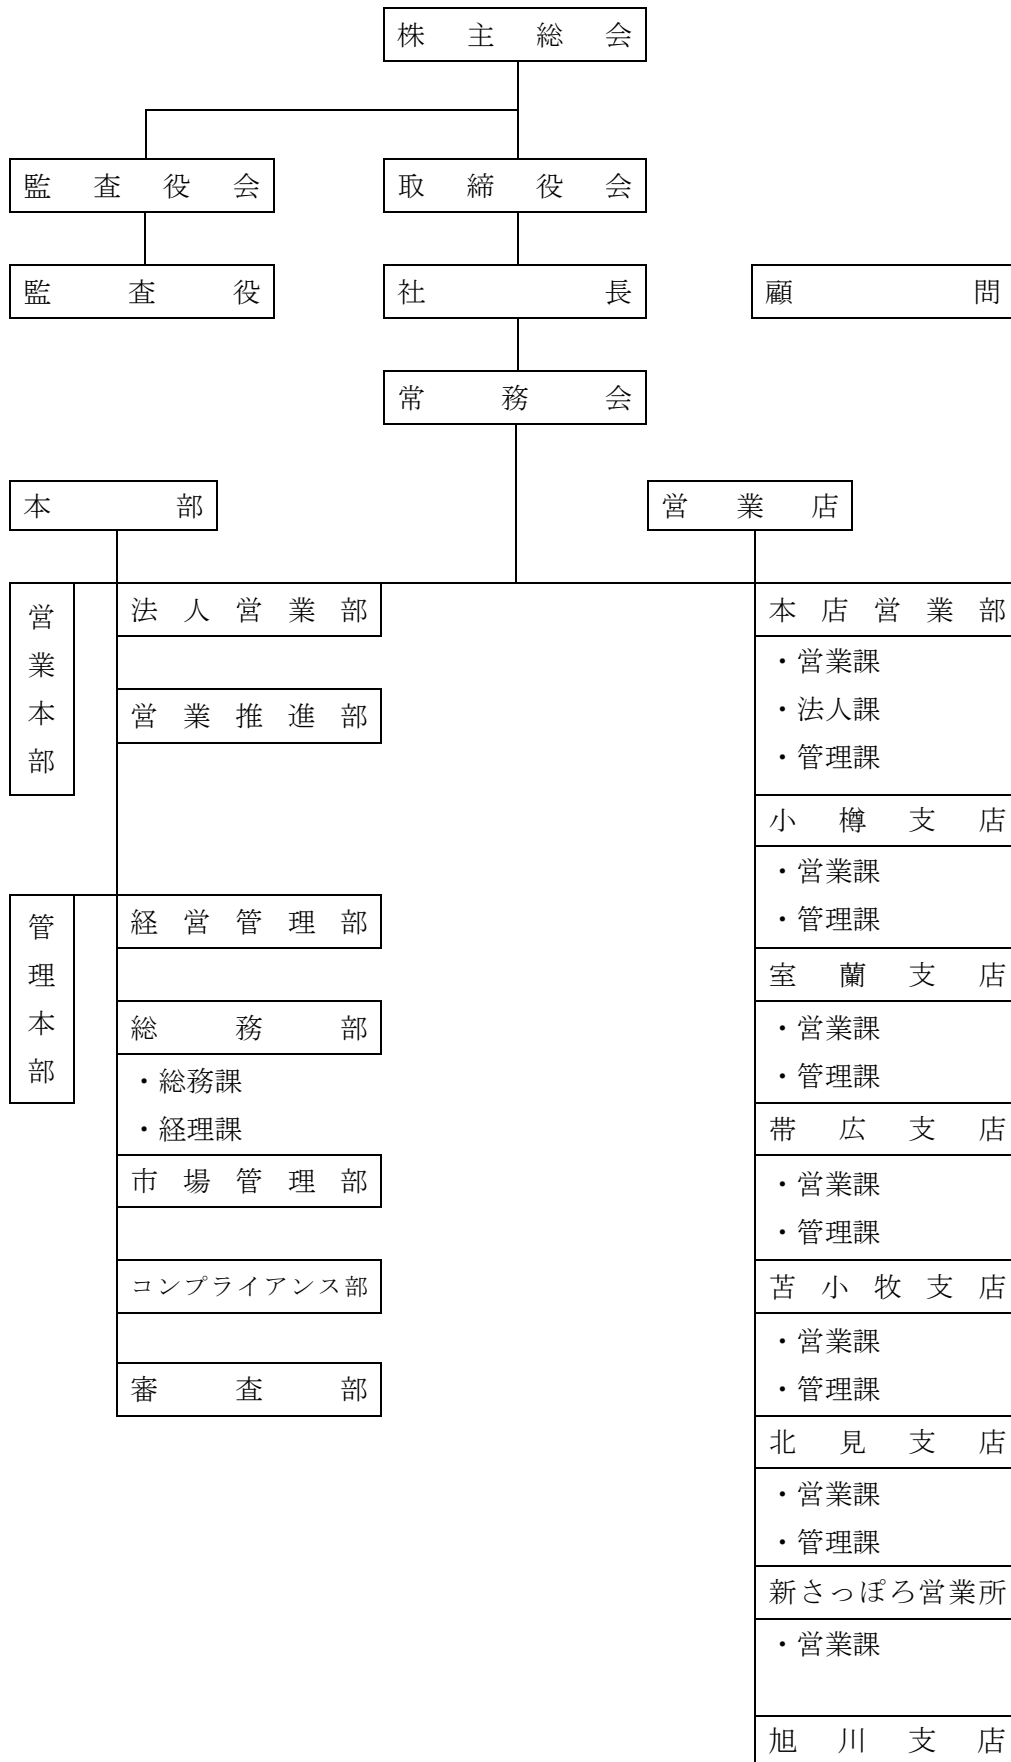 株主総会
監査役会
取締役会
監査役
社長
顧問
常務会
本部
営業店
営業本部
法人営業部
営業推進部
管理本部
経営管理部
総務部
・総務課
・経理課
市場管理部
コンプライアンス部
審査部
本店営業部
・営業課
・法人課
・管理課
小樽支店
・営業課
・管理課
室蘭支店
・営業課
・管理課
帯広支店
・営業課
・管理課
苫小牧支店
・営業課
・管理課
北見支店
・営業課
・管理課
新さっぽろ営業所
・営業課
旭川支店